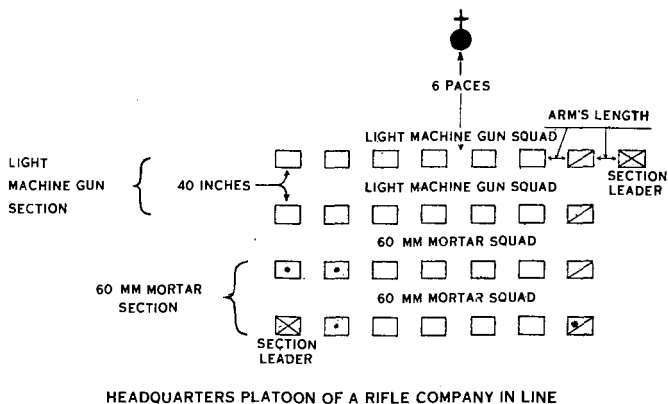 6 PACES
ARM'S LENGTH
LIGHT MACHINE GUN SQUAD
SECTION
LEADER
LIGHT
MACHINE GUN
SECTION
40 INCHES
LIGHT MACHINE GUN SQUAD
60 MM MORTAR SQUAD
60 MM MORTAR
SECTION
60 MM MORTAR SQUAD
SECTION
LEADER
HEADQUARTERS PLATOON OF A RIFLE COMPANY IN LINE